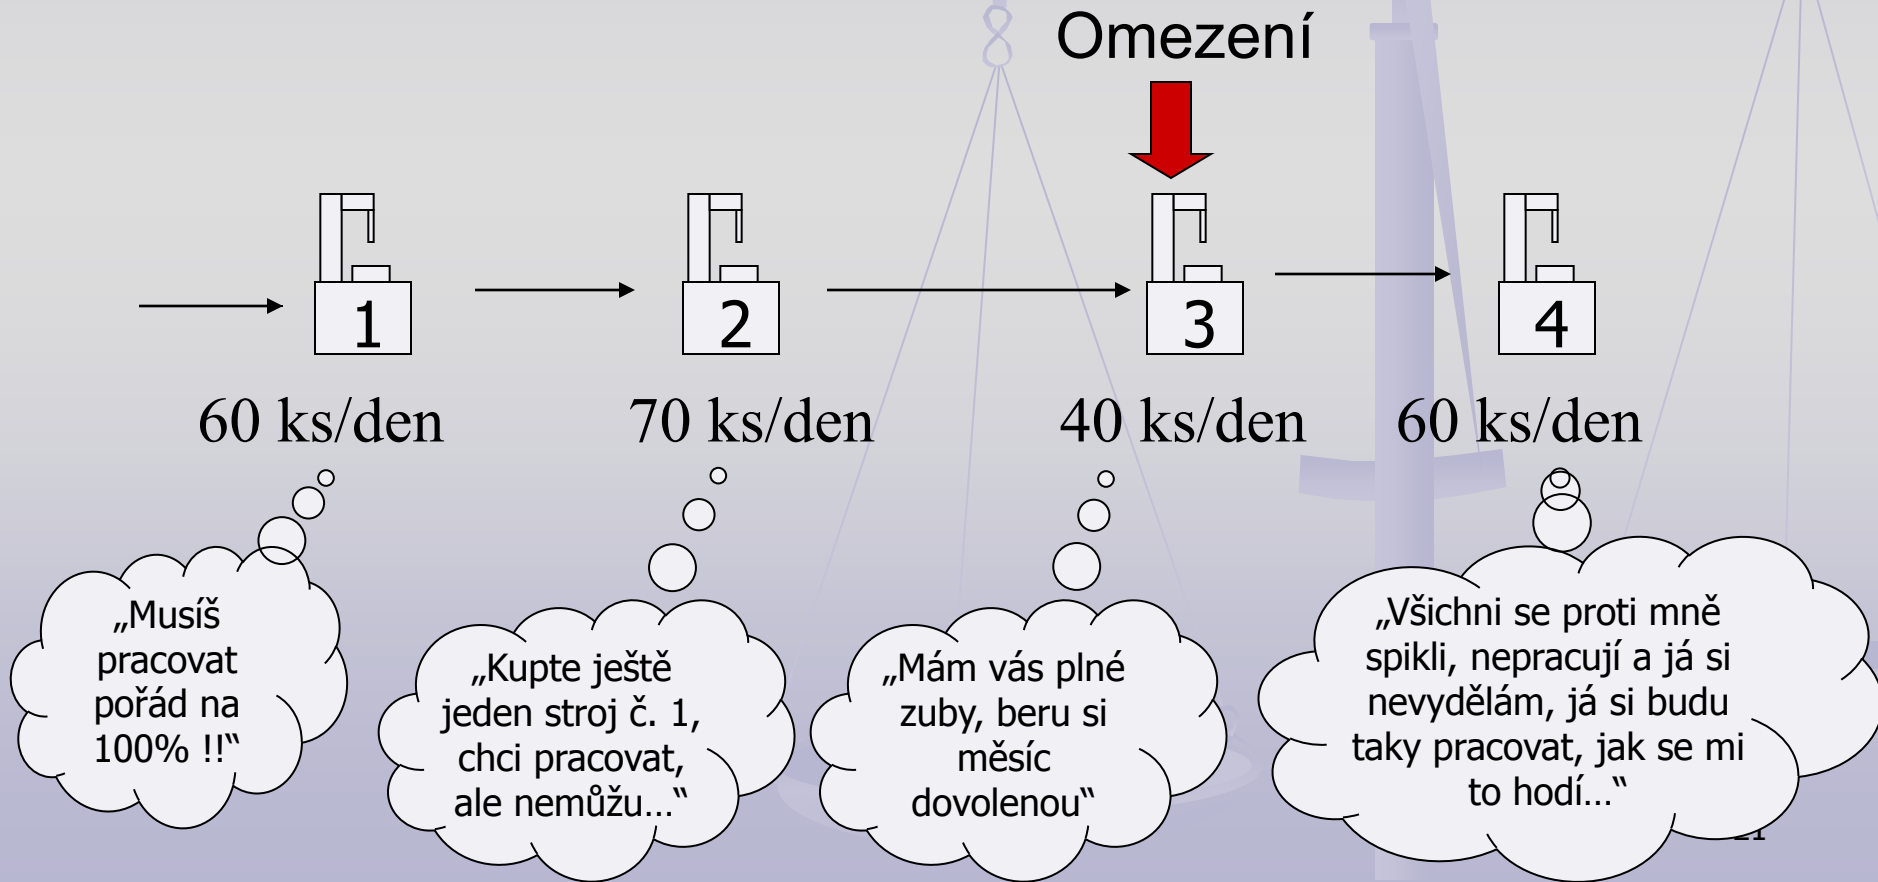 Omezení
1
2
3
4
60 ks/den
70 ks/den
40 ks/den
60 ks/den
„Musíš
pracovat
pořád na
100% !!“
„Kupte ještě
jeden stroj č. 1,
chci pracovat,
ale nemůžu…“
„Mám vás plné
zuby, beru si
měsíc
dovolenou“
„Všichni se proti mně
spikli, nepracují a já si
nevydělám, já si budu
taky pracovat, jak se mi
to hodí…“
21